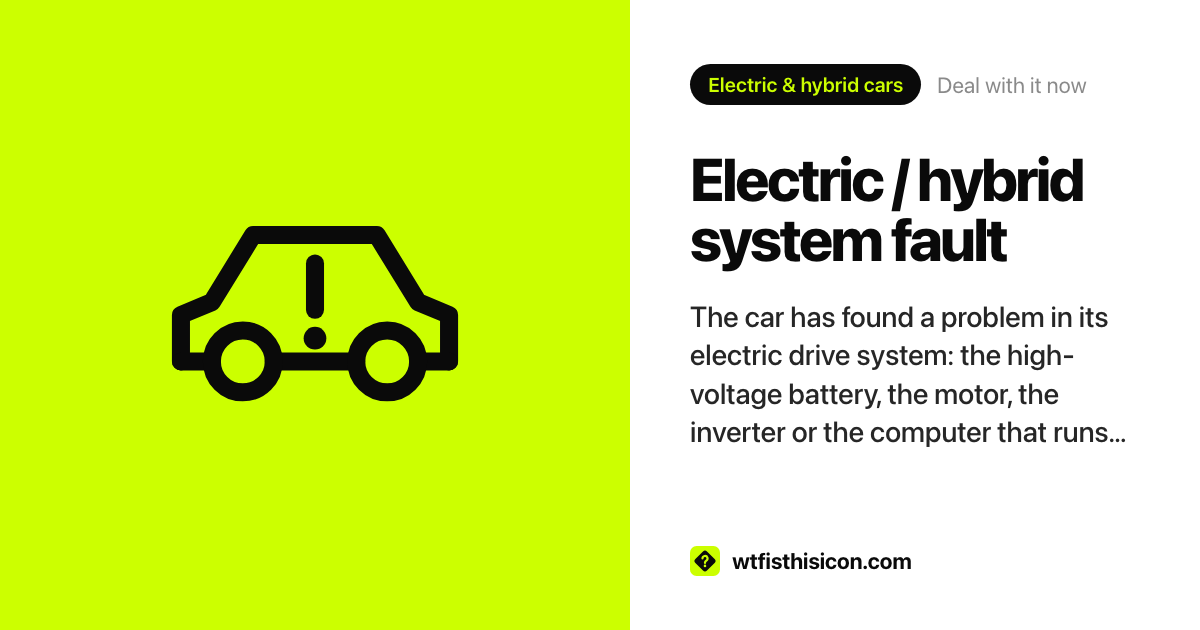 Electric & hybrid cars
Deal with it now
Electric / hybrid
system fault
The car has found a problem in its
electric drive system: the high-
voltage battery, the motor, the
inverter or the computer that runs...
wtfisthisicon.com